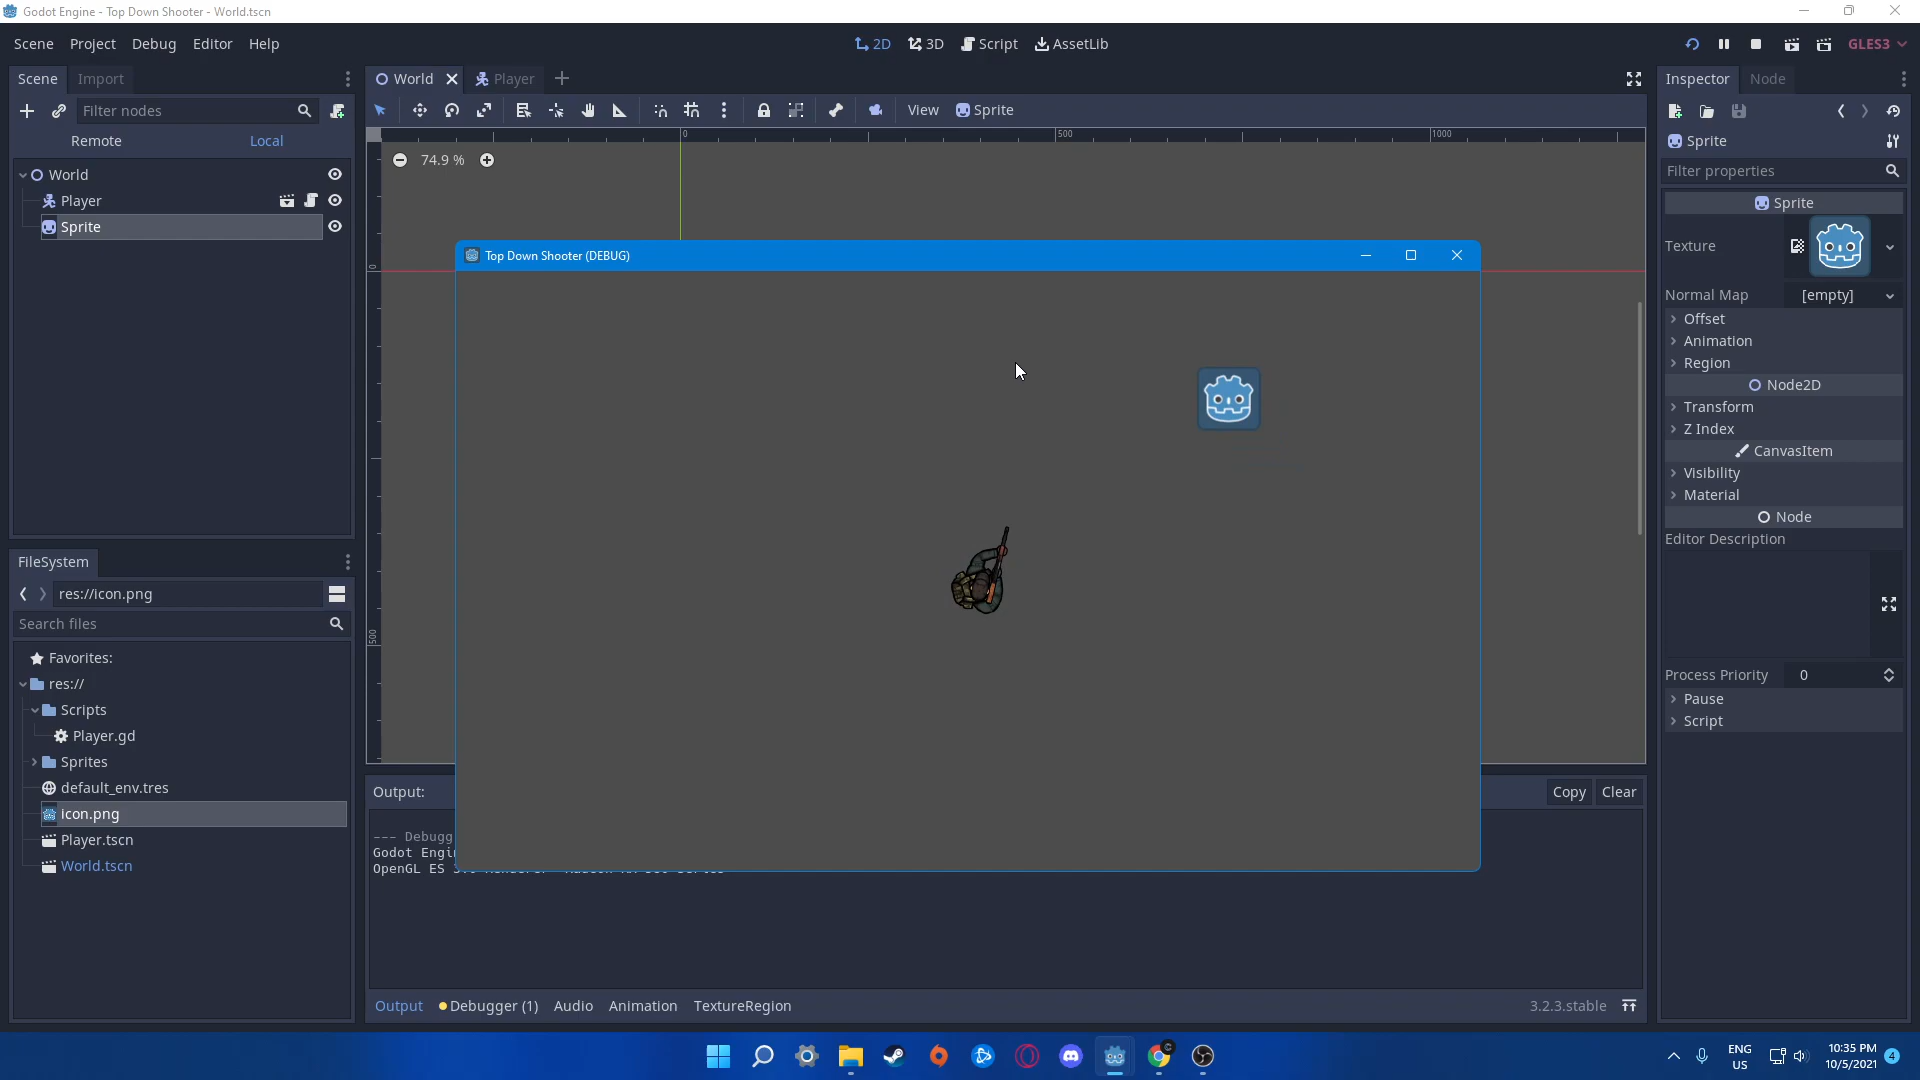 Godot Engine - Top Down Shooter - World.tscn
Scene Project Debug Editor Help
2D 3D Script AssetLib
GLES3
Scene Import
Filter nodes
Remote Local
World
Player
Sprite
World Player
View Sprite
0 500 1000
74.9 %
0
500
Top Down Shooter (DEBUG)
FileSystem
res://icon.png
Search files
Favorites:
res://
Scripts
Player.gd
Sprites
default_env.tres
icon.png
Player.tscn
World.tscn
Output:
Copy Clear
--- Debugg
Godot Engin
OpenGL ES
Output Debugger (1) Audio Animation TextureRegion
3.2.3.stable
Inspector Node
Sprite
Filter properties
Sprite
Texture
Normal Map [empty]
Offset
Animation
Region
Node2D
Transform
Z Index
CanvasItem
Visibility
Material
Node
Editor Description
Process Priority 0
Pause
Script
ENG
US
10:35 PM
10/5/2021
4